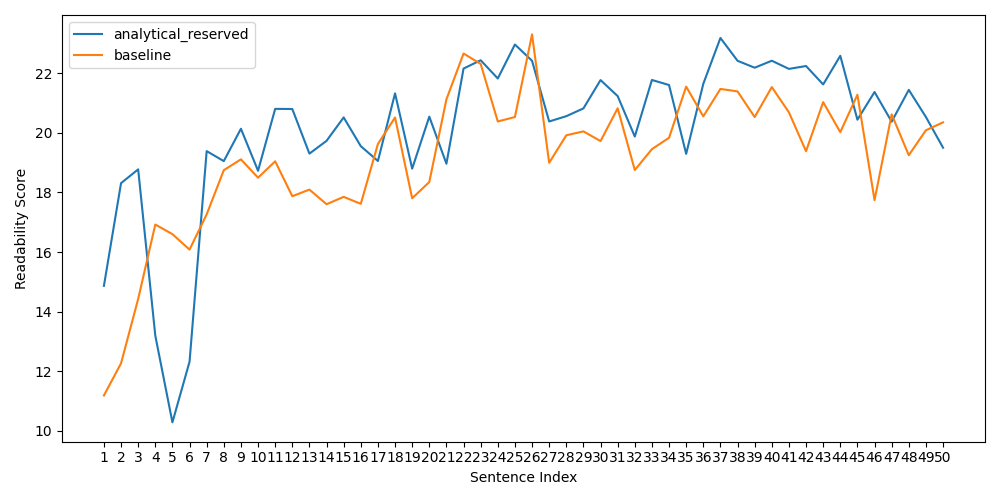 analytical_reserved
baseline
Readability Score
22
20
18
16
14
12
10
1 2 3 4 5 6 7 8 9 10 11 12 13 14 15 16 17 18 19 20 21 22 23 24 25 26 27 28 29 30 31 32 33 34 35 36 37 38 39 40 41 42 43 44 45 46 47 48 49 50
Sentence Index